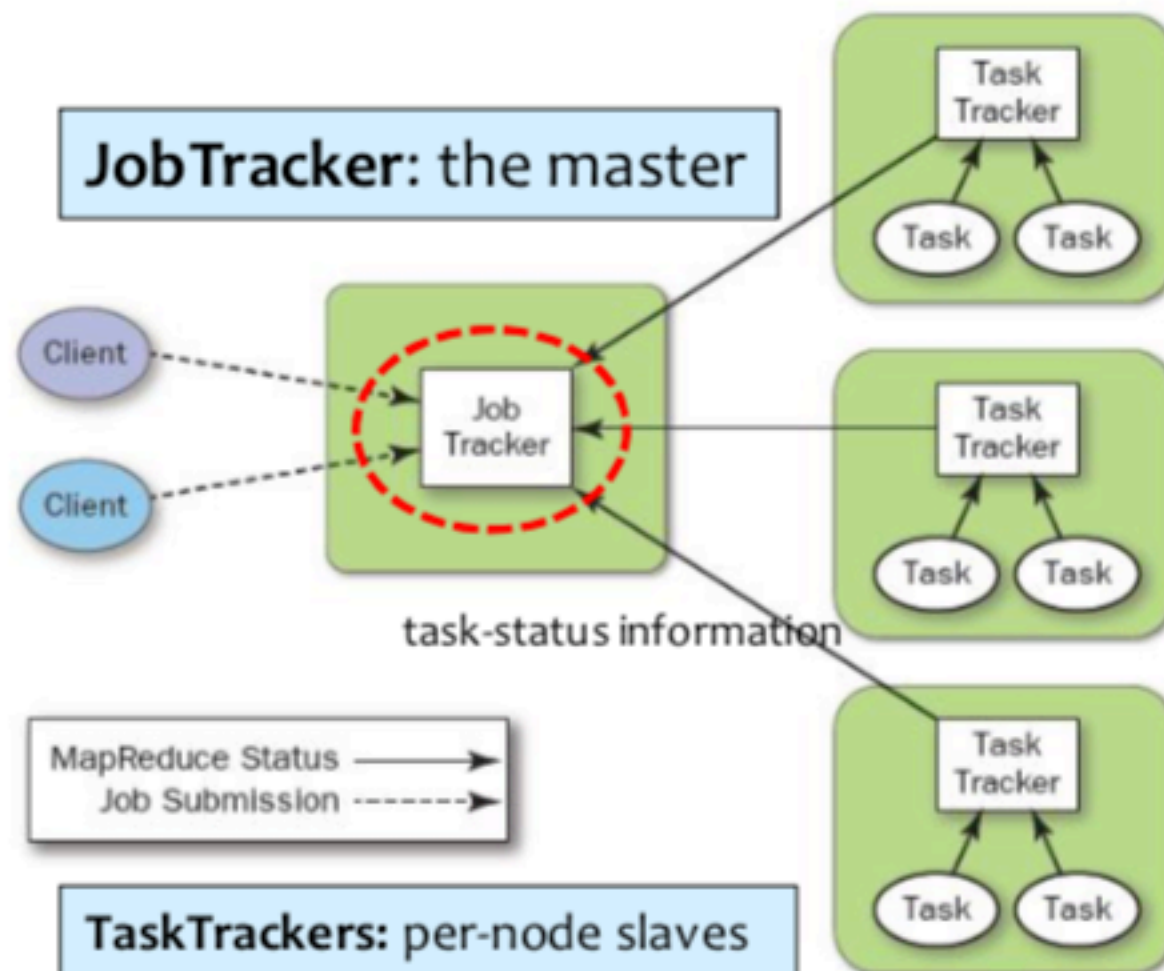 JobTracker: the master
Client
Client
Job
Tracker
Task
Tracker
Task
Task
Task
Tracker
Task
Task
task-status information
Task
Tracker
Task
Task
MapReduce Status
Job Submission
TaskTrackers: per-node slaves